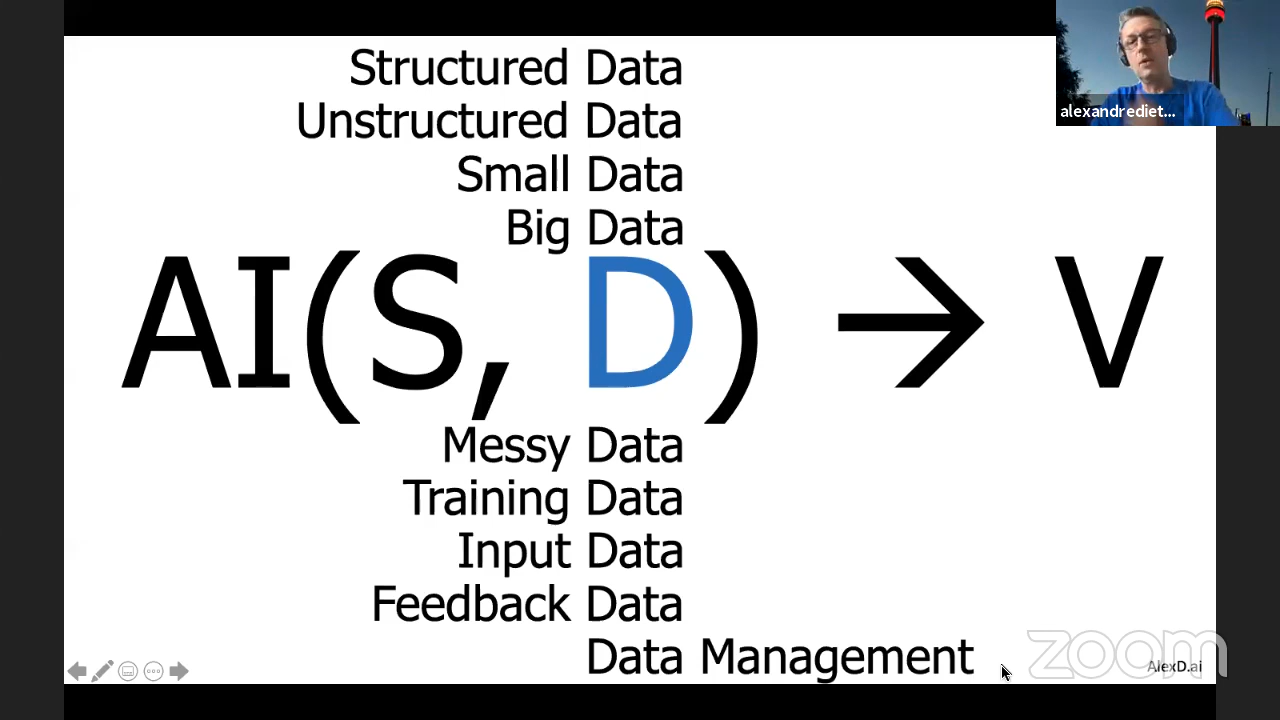 Structured Data
Unstructured Data
Small Data
Big Data
AI(S, D) → V
Messy Data
Training Data
Input Data
Feedback Data
Data Management
alexandrediet...
zoom
AlexD.ai